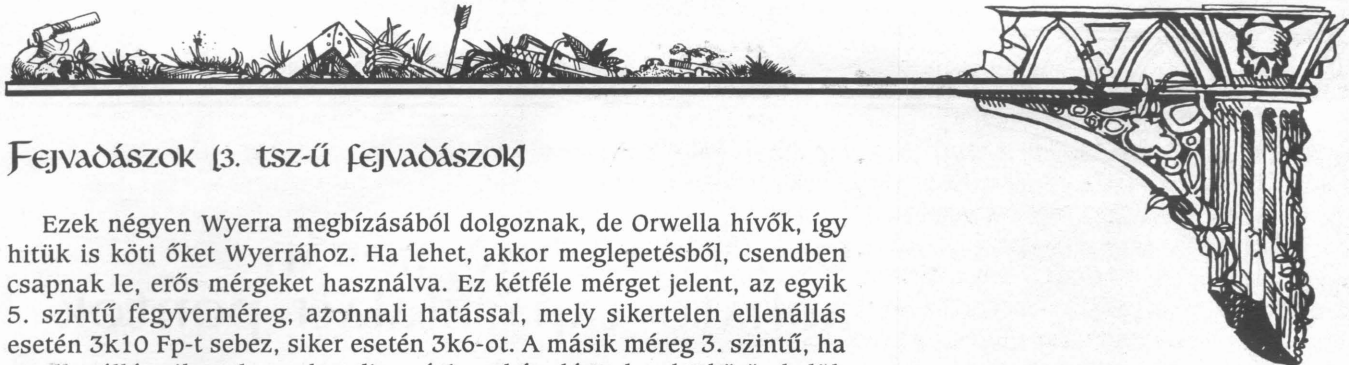 Fejvadászok (3. tsz-ű fejvadászok)
Ezek négyen Wyerra megbízásából dolgoznak, de Orwella hívők, így
hitük is köti őket Wyerrához. Ha lehet, akkor meglepetésből, csendben
csapnak le, erős mérgeket használva. Ez kétféle mérget jelent, az egyik
5. szintű fegyverméreg, azonnali hatással, mely sikertelen ellenállás
esetén 3k10 Fp-t sebez, siker esetén 3k6-ot. A másik méreg 3. szintű, ha